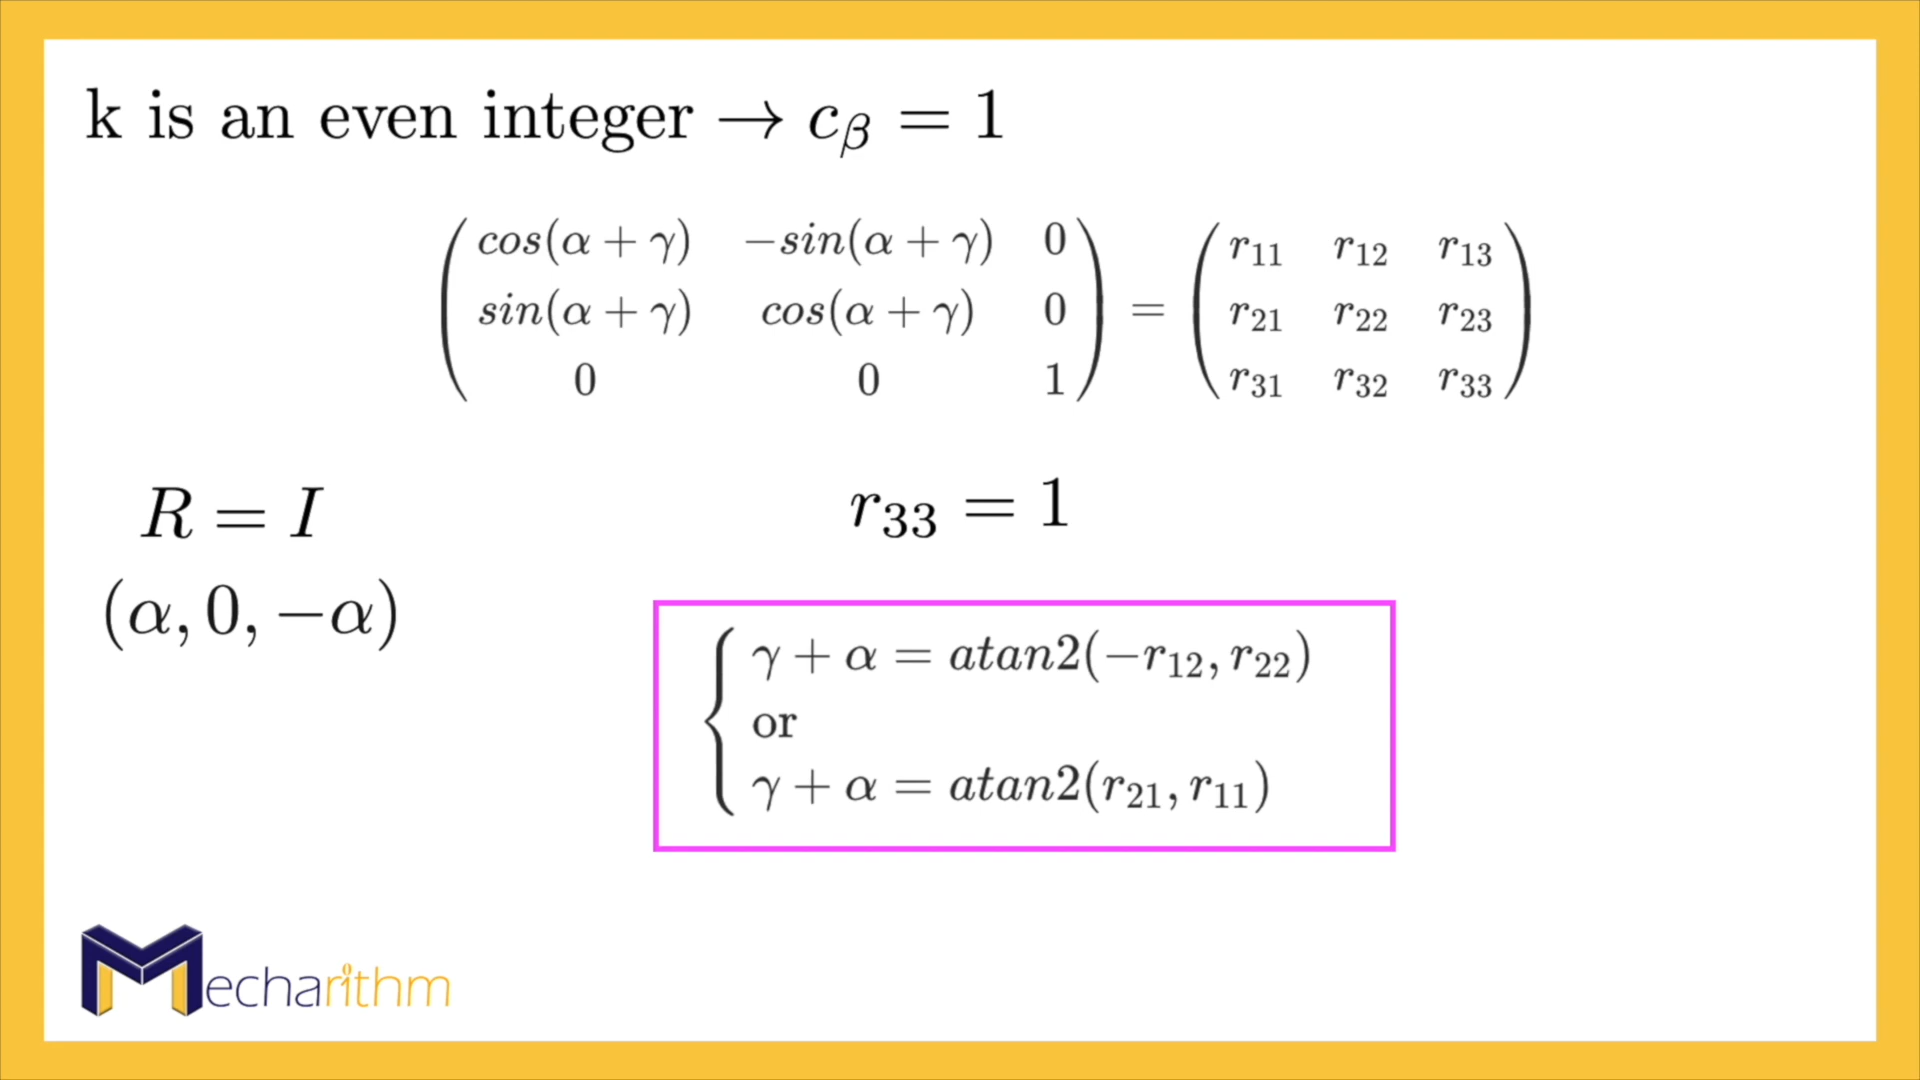 k is an even integer → c_β = 1
( cos(α + γ) −sin(α + γ) 0 ) = ( r₁₁ r₁₂ r₁₃ )
( sin(α + γ) cos(α + γ) 0 ) ( r₂₁ r₂₂ r₂₃ )
( 0 0 1 ) ( r₃₁ r₃₂ r₃₃ )
R = I
r₃₃ = 1
(α, 0, −α)
{ γ + α = atan2(−r₁₂, r₂₂)
or
γ + α = atan2(r₂₁, r₁₁)
Mecharithm